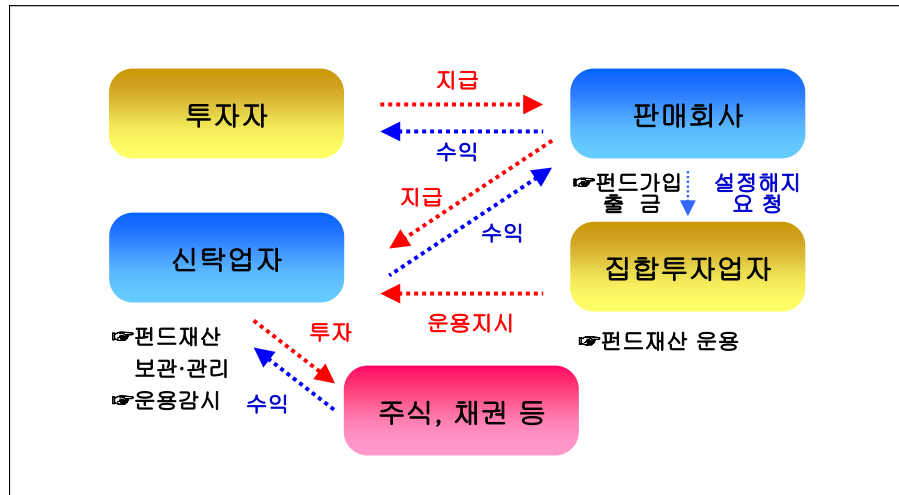 지급
투자자
판매회사
수익
☞펀드가입
출 금
설정해지
요 청
지급
수익
신탁업자
집합투자업자
운용지시
☞펀드재산
보관·관리
☞운용감시
투자
☞펀드재산 운용
수익
주식, 채권 등